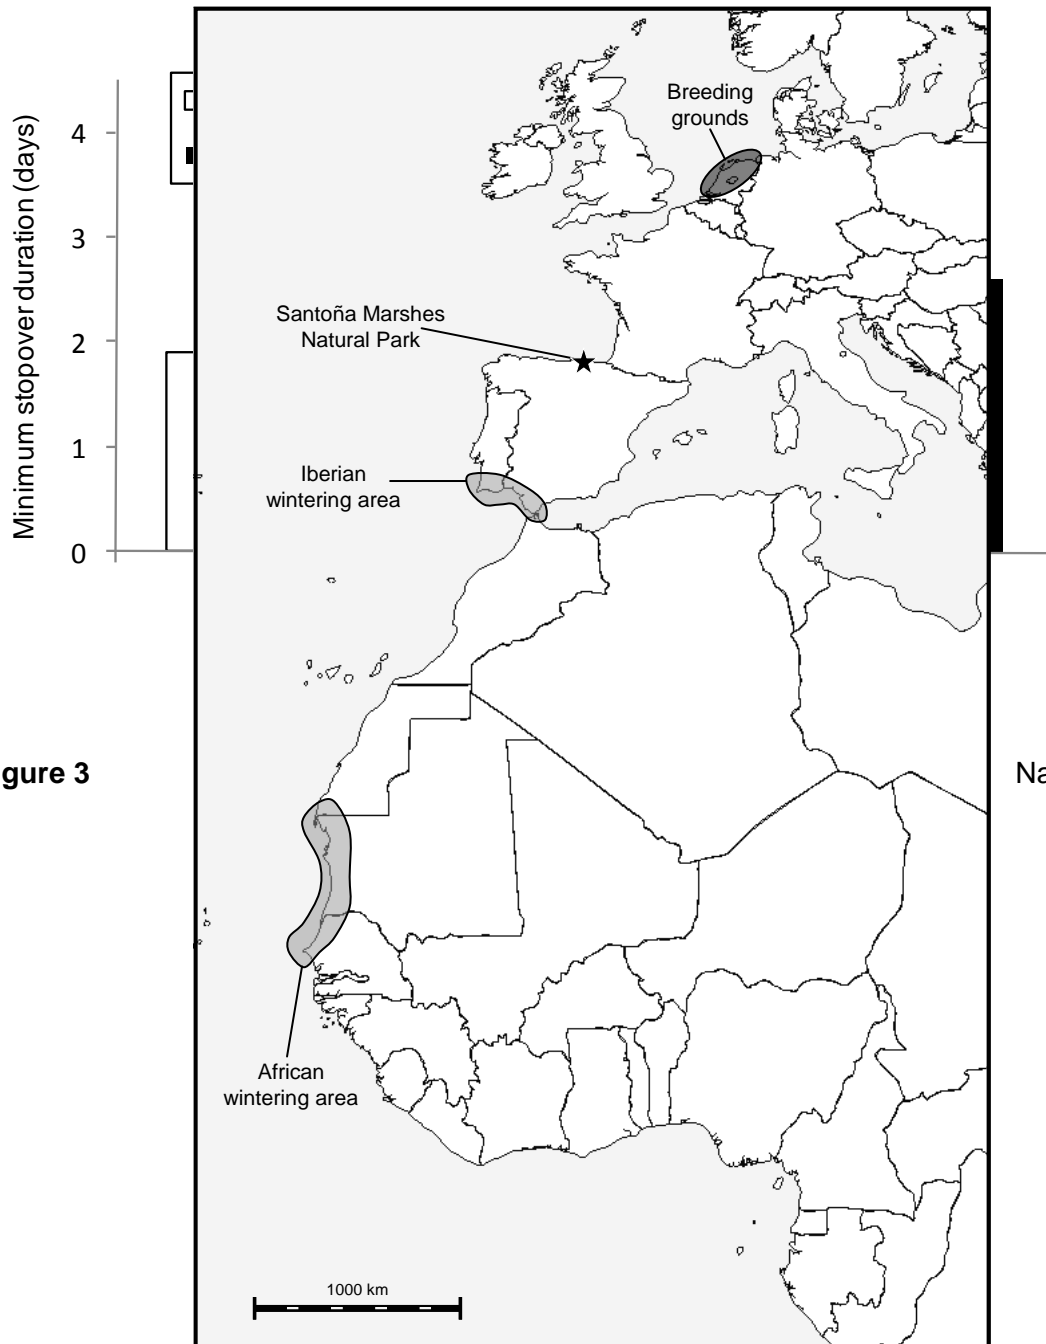 Breeding
grounds
Minimum stopover duration (days)
4
3
2
1
0
Santoña Marshes
Natural Park
Iberian
wintering area
gure 3
Na
African
wintering area
1000 km